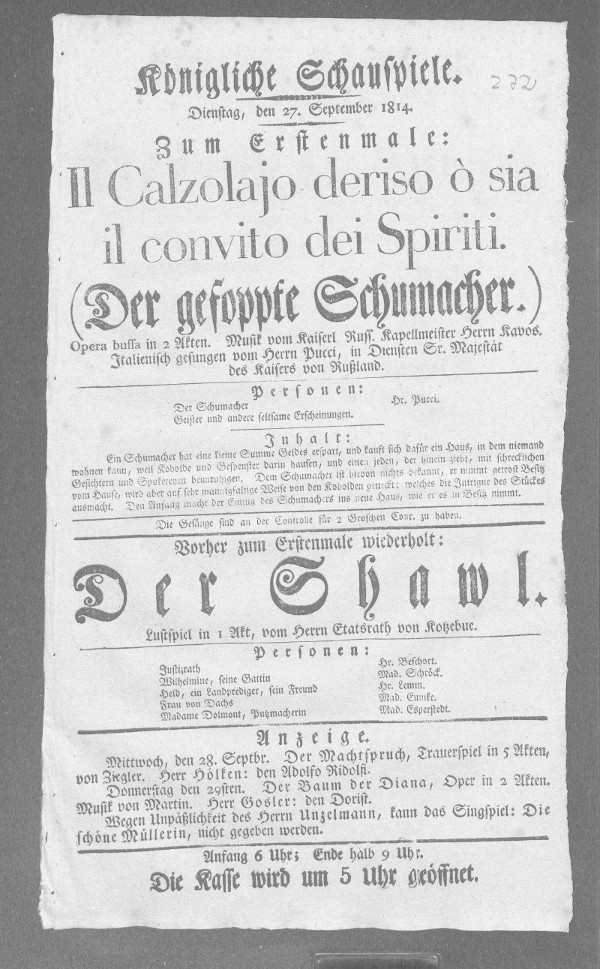 Königliche Schauspiele.
272
Dienstag, den 27. September 1814.
Zum Erstenmale:
Il Calzolajo deriso ò sia
il convito dei Spiriti.
(Der gefoppte Schumacher.)
Opera buffa in 2 Akten. Musik vom Kaiserl Russ. Kapellmeister Herrn Kavos.
Italienisch gesungen vom Herrn Pucci, in Diensten Sr. Majestät
des Kaisers von Rußland.
Personen:
Der Schumacher Hr. Pucci.
Geister und andere seltsame Erscheinungen.
Inhalt:
Ein Schumacher hat eine kleine Summe Geldes erspart, und kauft sich dafür ein Haus, in dem niemand
wohnen kann, weil Kobolde und Gespenster darin hausen, und einen jeden, der hinein zieht, mit schrecklichen
Gesichtern und Spukereyen beunruhigen. Dem Schumacher ist hievon nichts bekannt, er nimmt getrost Besitz
vom Hause, wird aber auf sehr mannigfaltige Weise von den Kobolden geneckt: welches die Intrigue des Stückes
ausmacht. Den Anfang macht der Einzug des Schumachers ins neue Haus, wie er es in Besitz nimmt.
Die Gesänge sind an der Controlle für 2 Groschen Cour. zu haben.
Vorher zum Erstenmale wiederholt:
Der Shawl.
Lustspiel in 1 Akt, vom Herrn Etatsrath von Kotzebue.
Personen:
Justizrath Hr. Beschort.
Wilhelmine, seine Gattin Mad. Schröck.
Held, ein Landprediger, sein Freund Hr. Lemm.
Frau von Dachs Mad. Eunike.
Madame Dolmont, Putzmacherin Mad. Esperstedt.
Anzeige.
Mittwoch, den 28. Septbr. Der Machtspruch, Trauerspiel in 5 Akten,
von Ziegler. Herr Hölken: den Adolfo Ridolfi.
Donnerstag den 29sten. Der Baum der Diana, Oper in 2 Akten.
Musik von Martin. Herr Gosler: den Dorist.
Wegen Unpäßlichkeit des Herrn Unzelmann, kann das Singspiel: Die
schöne Müllerin, nicht gegeben werden.
Anfang 6 Uhr; Ende halb 9 Uhr.
Die Kasse wird um 5 Uhr geöffnet.